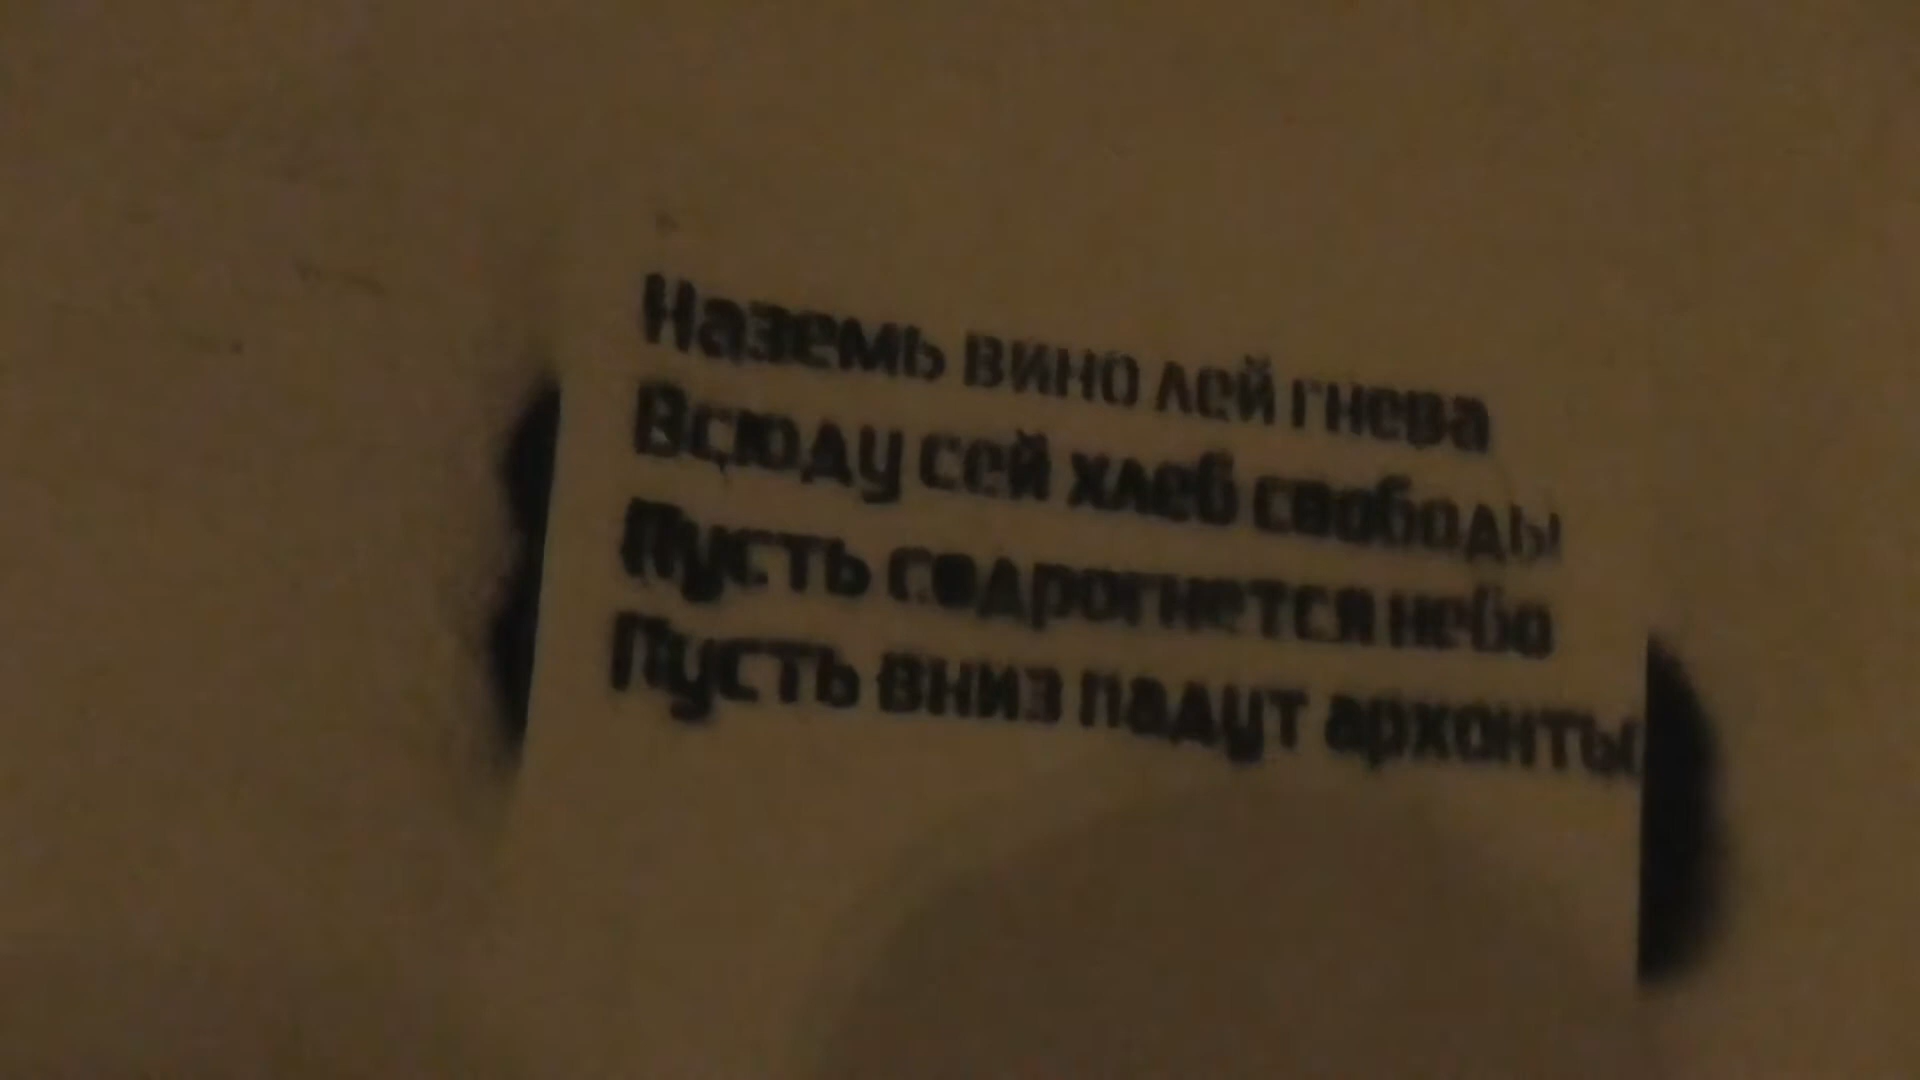 Наземь вино лей гнева
Всюду сей хлеб свободы
Пусть содрогнется небо
Пусть вниз падут архонты